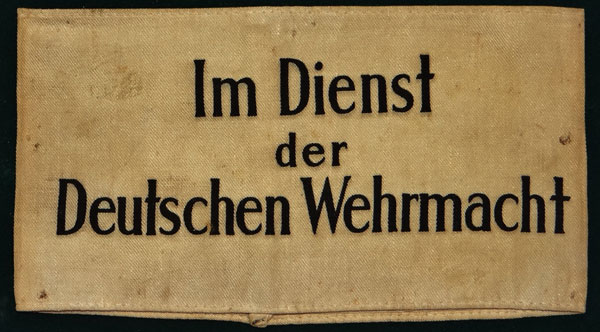 Im Dienst
der
Deutschen Wehrmacht